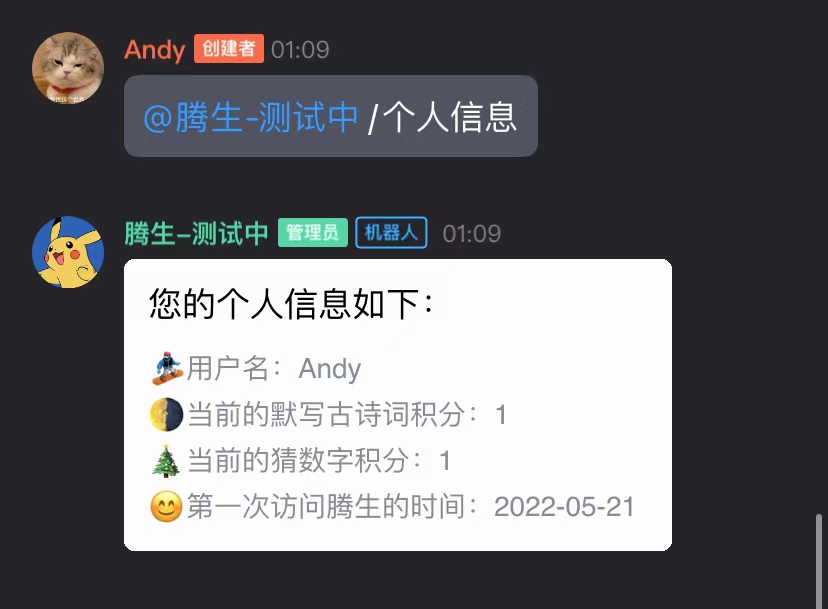 Andy 创建者 01:09
@腾生-测试中 /个人信息
腾生-测试中 管理员 机器人 01:09
您的个人信息如下：
用户名：Andy
当前的默写古诗词积分：1
当前的猜数字积分：1
第一次访问腾生的时间：2022-05-21